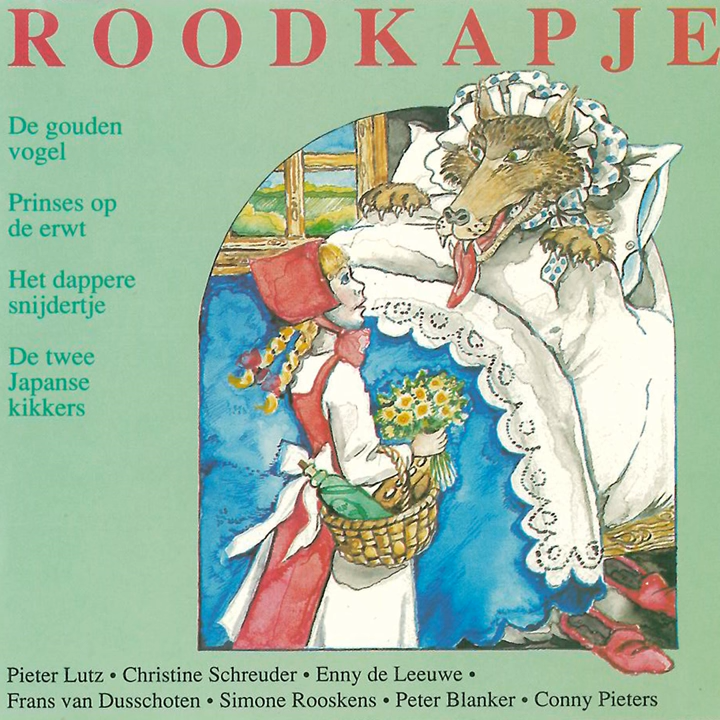 ROODKAPJE
De gouden
vogel
Prinses op
de erwt
Het dappere
snijdertje
De twee
Japanse
kikkers
Pieter Lutz • Christine Schreuder • Enny de Leeuwe •
Frans van Dusschoten • Simone Rooskens • Peter Blanker • Conny Pieters